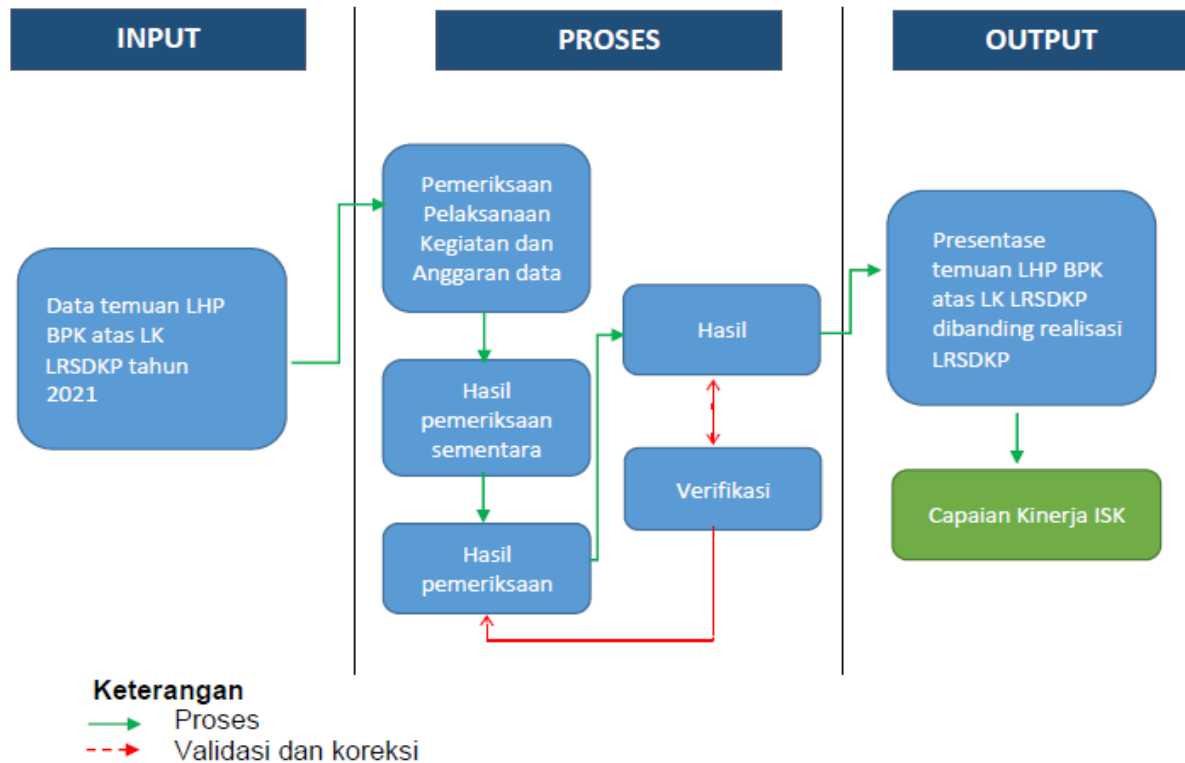 INPUT
PROSES
OUTPUT
Data temuan LHP
BPK atas LK
LRSDKP tahun
2021
Pemeriksaan
Pelaksanaan
Kegiatan dan
Anggaran data
Hasil
pemeriksaan
sementara
Hasil
pemeriksaan
Hasil
Verifikasi
Presentase
temuan LHP BPK
atas LK LRSDKP
dibanding realisasi
LRSDKP
Capaian Kinerja ISK
Keterangan
Proses
Validasi dan koreksi